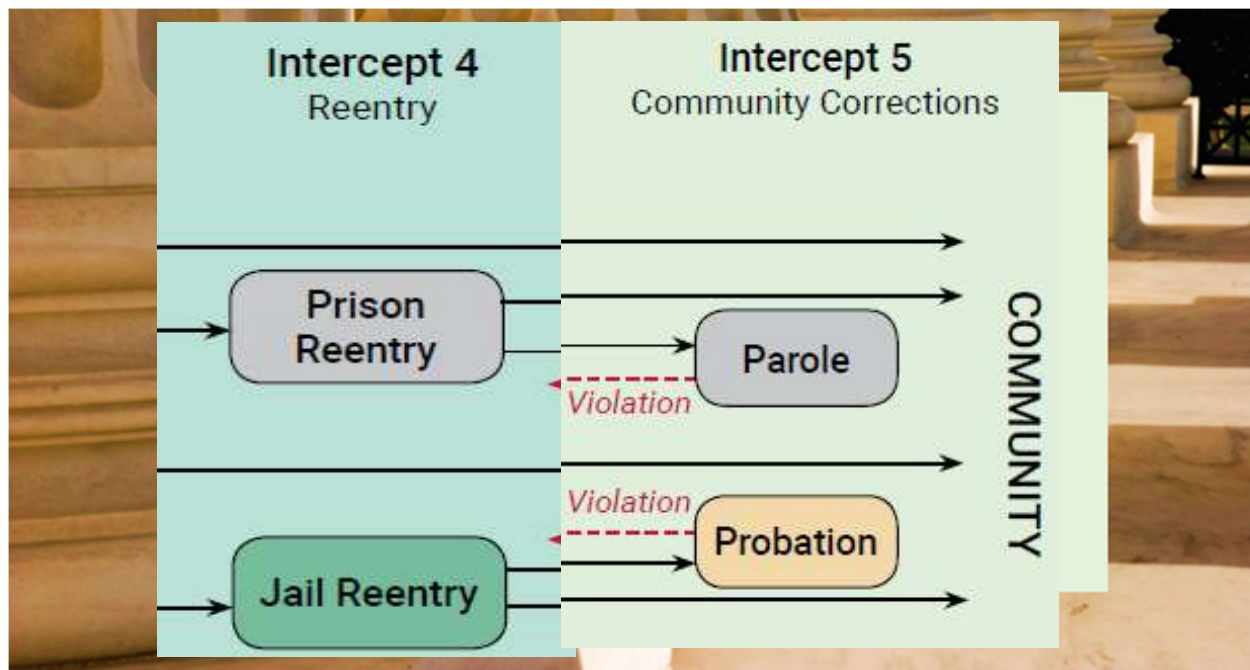 Intercept 4
Reentry
Prison
Reentry
Jail Reentry
Intercept 5
Community Corrections
Parole
Violation
Violation
Probation
COMMUNITY